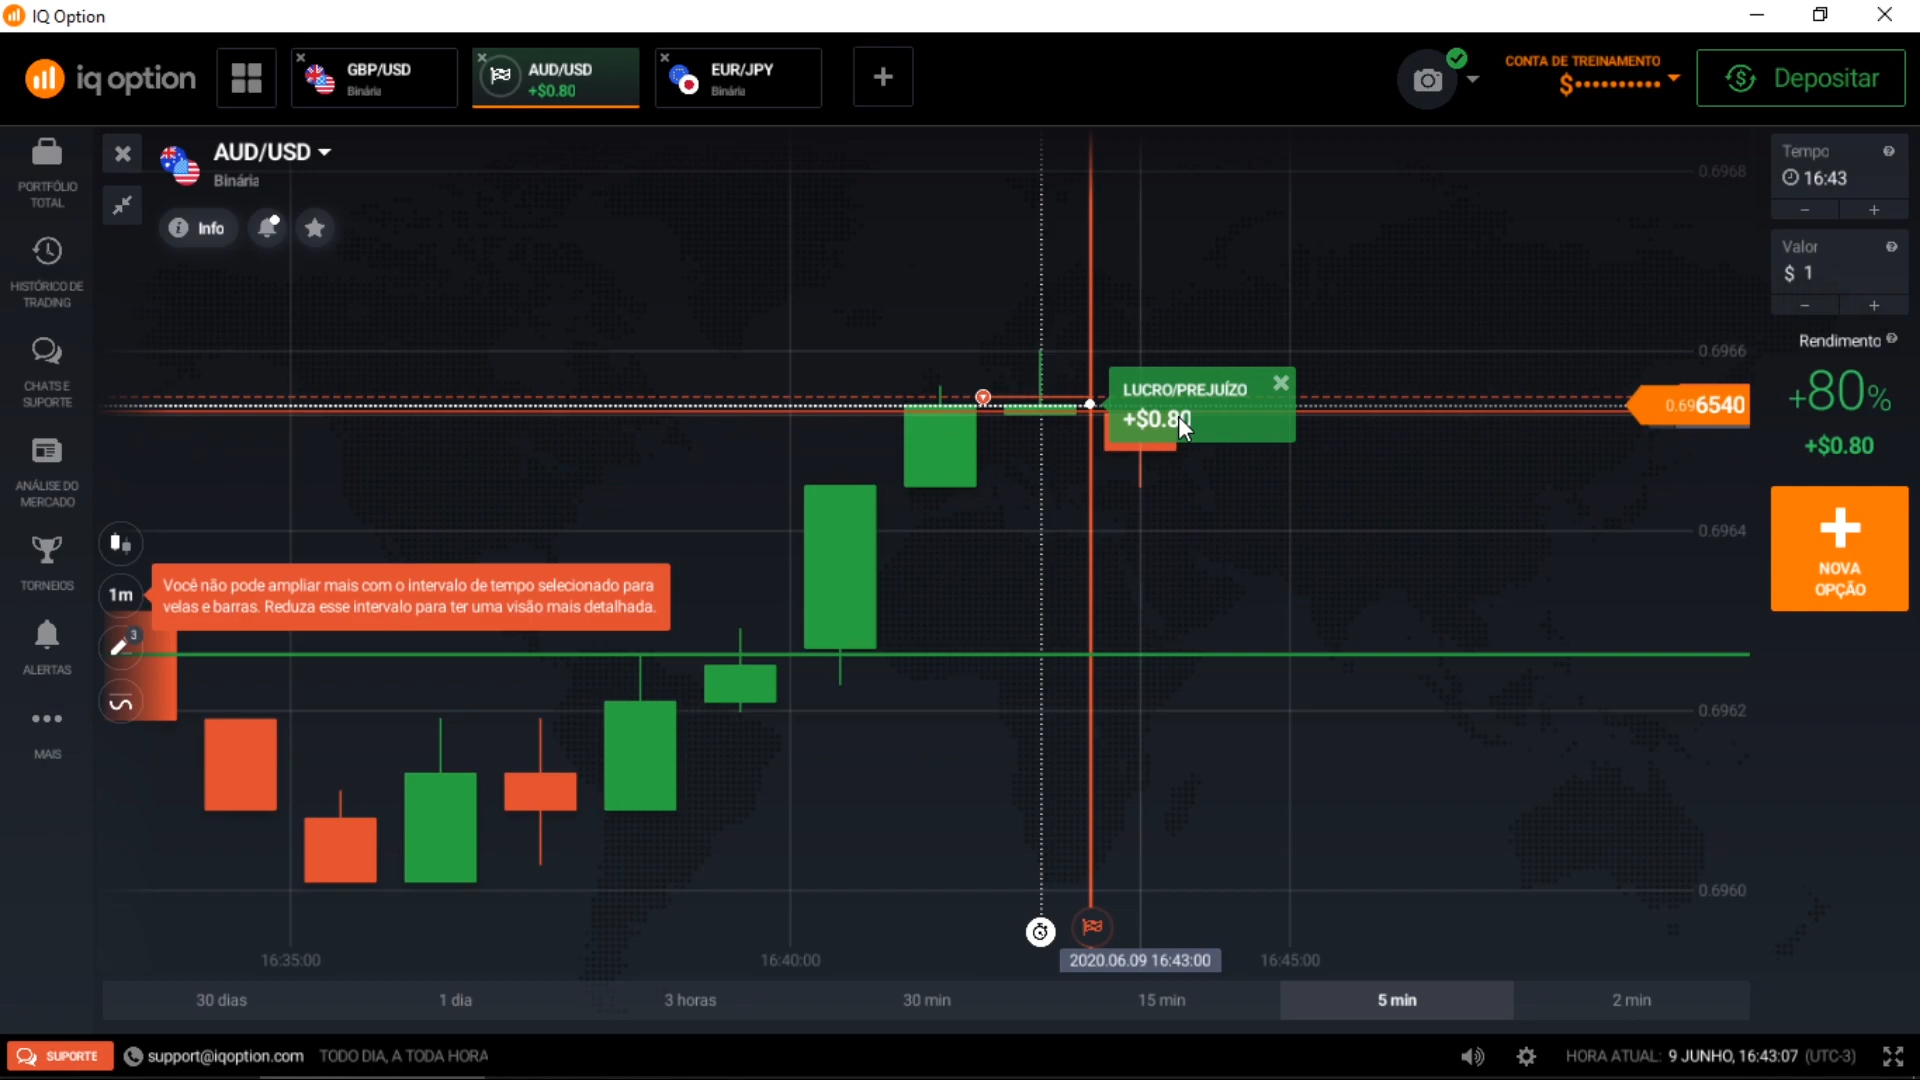 IQ Option
iq option
GBP/USD
Binária
AUD/USD
+$0.80
EUR/JPY
Binária
CONTA DE TREINAMENTO
$
Depositar
PORTFÓLIO
TOTAL
HISTÓRICO DE
TRADING
CHATS E
SUPORTE
ANÁLISE DO
MERCADO
TORNEIOS
ALERTAS
MAIS
AUD/USD
Binária
Info
1m
3
Você não pode ampliar mais com o intervalo de tempo selecionado para
velas e barras. Reduza esse intervalo para ter uma visão mais detalhada.
LUCRO/PREJUÍZO
+$0.80
0.6968
0.6966
0.696540
0.6964
0.6962
0.6960
16:35:00
16:40:00
2020.06.09 16:43:00
16:45:00
30 dias
1 dia
3 horas
30 min
15 min
5 min
2 min
Tempo
16:43
Valor
$ 1
Rendimento
+80%
+$0.80
NOVA
OPÇÃO
SUPORTE
support@iqoption.com
TODO DIA, A TODA HORA
HORA ATUAL: 9 JUNHO, 16:43:07 (UTC-3)